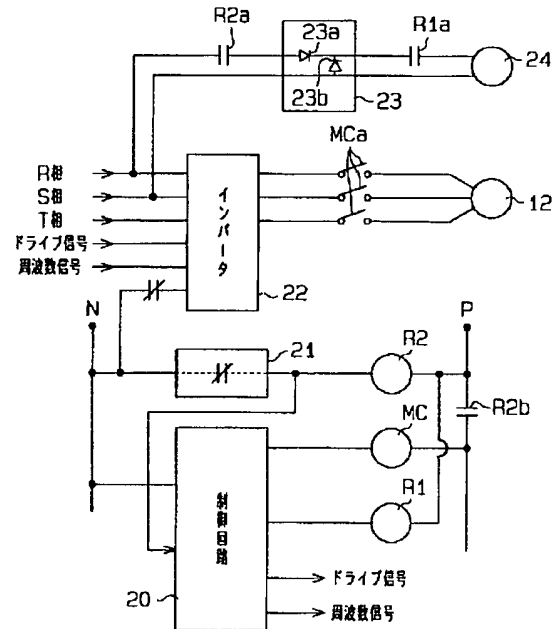 R2a
23a
R1a
24
23b
23
MCa
R相
S相
T相
ドライブ信号
周波数信号
インバータ
12
22
N
P
21
R2
R2b
MC
制御回路
R1
20
ドライブ信号
周波数信号